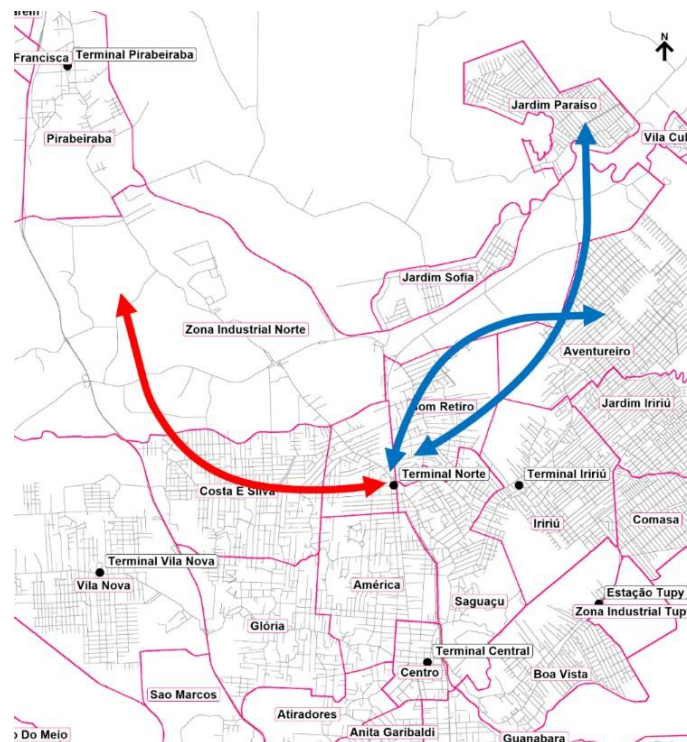 Francisca
Terminal Pirabeiraba
N
Jardim Paraíso
Pirabeiraba
Vila Cub
Jardim Sofia
Zona Industrial Norte
Aventureiro
Jardim Iririú
Bom Retiro
Terminal Norte
Terminal Iririú
Costa E Silva
Iririú
Comasa
Terminal Vila Nova
Vila Nova
América
Estação Tupy
Zona Industrial Tupy
Saguaçu
Glória
Terminal Central
Centro
Boa Vista
Sao Marcos
Atiradores
Anita Garibaldi
Guanabara
o Do Meio